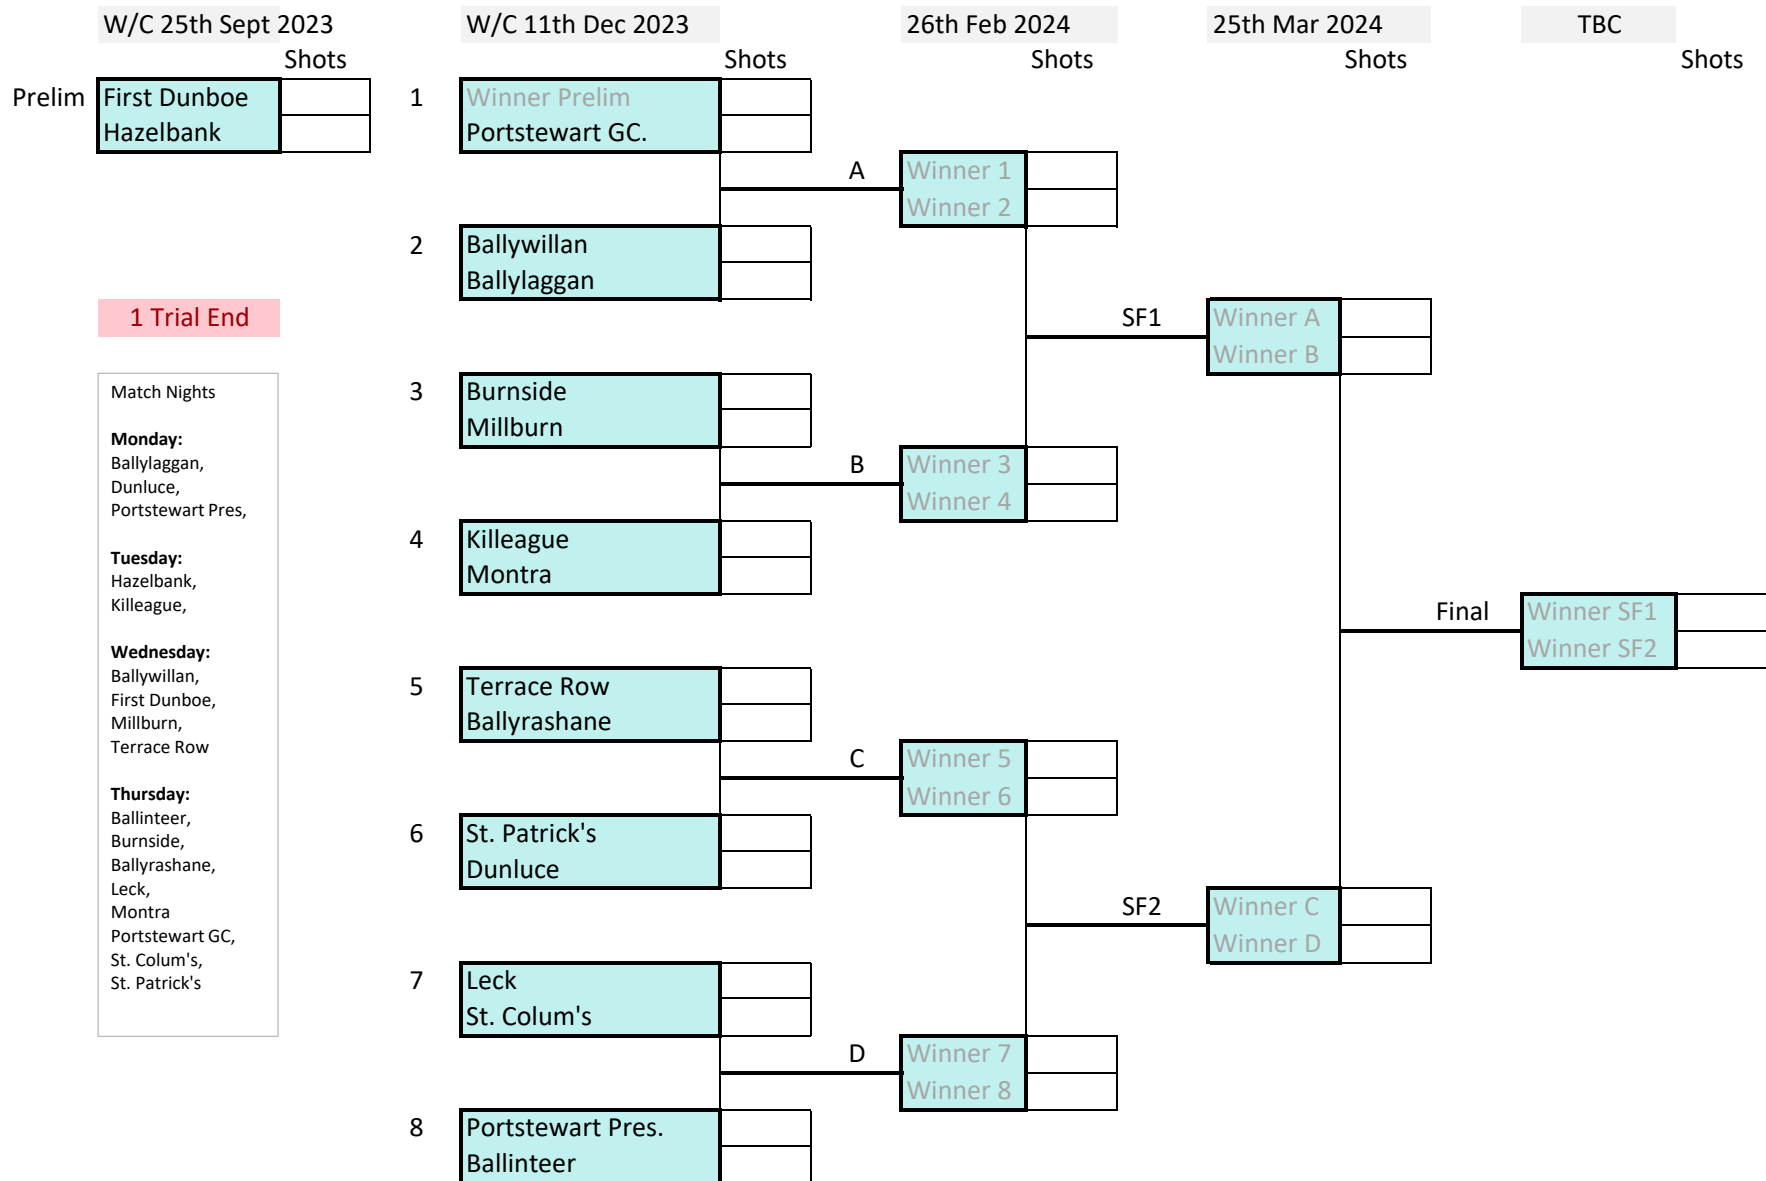 W/C 25th Sept 2023 W/C 11th Dec 2023 26th Feb 2024 25th Mar 2024 TBC
Shots Shots Shots Shots Shots
Prelim First Dunboe
Hazelbank
1 Winner Prelim
Portstewart GC.
A Winner 1
Winner 2
2 Ballywillan
Ballylaggan
1 Trial End
SF1 Winner A
Winner B
Match Nights
Monday:
Ballylaggan,
Dunluce,
Portstewart Pres,
Tuesday:
Hazelbank,
Killeague,
Wednesday:
Ballywillan,
First Dunboe,
Millburn,
Terrace Row
Thursday:
Ballinteer,
Burnside,
Ballyrashane,
Leck,
Montra
Portstewart GC,
St. Colum's,
St. Patrick's
3 Burnside
Millburn
B Winner 3
Winner 4
4 Killeague
Montra
Final Winner SF1
Winner SF2
5 Terrace Row
Ballyrashane
C Winner 5
Winner 6
6 St. Patrick's
Dunluce
SF2 Winner C
Winner D
7 Leck
St. Colum's
D Winner 7
Winner 8
8 Portstewart Pres.
Ballinteer